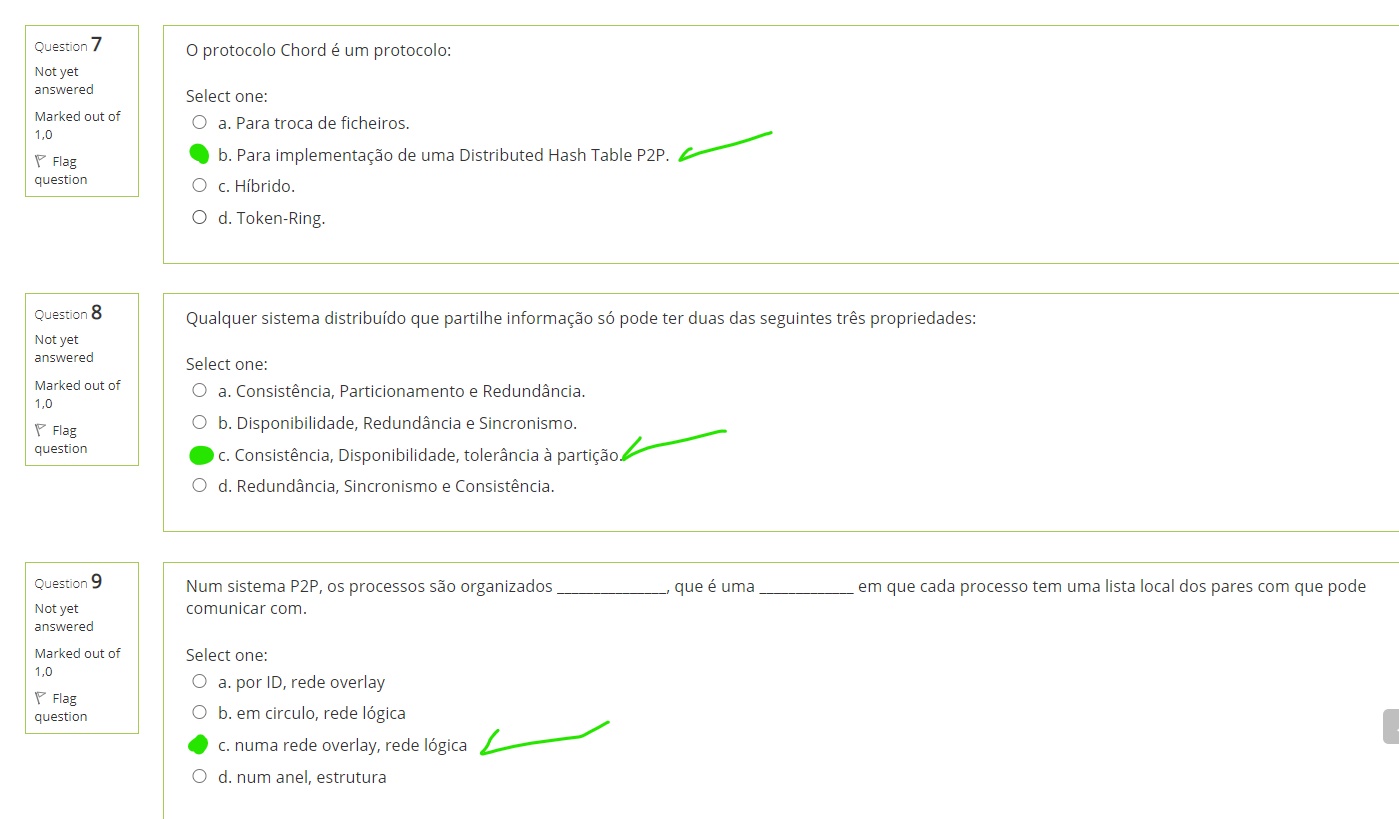 Question 7
Not yet
answered
Marked out of
1,0
Flag
question
O protocolo Chord é um protocolo:
Select one:
a. Para troca de ficheiros.
b. Para implementação de uma Distributed Hash Table P2P.
c. Híbrido.
d. Token-Ring.
Question 8
Not yet
answered
Marked out of
1,0
Flag
question
Qualquer sistema distribuído que partilhe informação só pode ter duas das seguintes três propriedades:
Select one:
a. Consistência, Particionamento e Redundância.
b. Disponibilidade, Redundância e Sincronismo.
c. Consistência, Disponibilidade, tolerância à partição.
d. Redundância, Sincronismo e Consistência.
Question 9
Not yet
answered
Marked out of
1,0
Flag
question
Num sistema P2P, os processos são organizados _______________, que é uma _____________ em que cada processo tem uma lista local dos pares com que pode
comunicar com.
Select one:
a. por ID, rede overlay
b. em circulo, rede lógica
c. numa rede overlay, rede lógica
d. num anel, estrutura